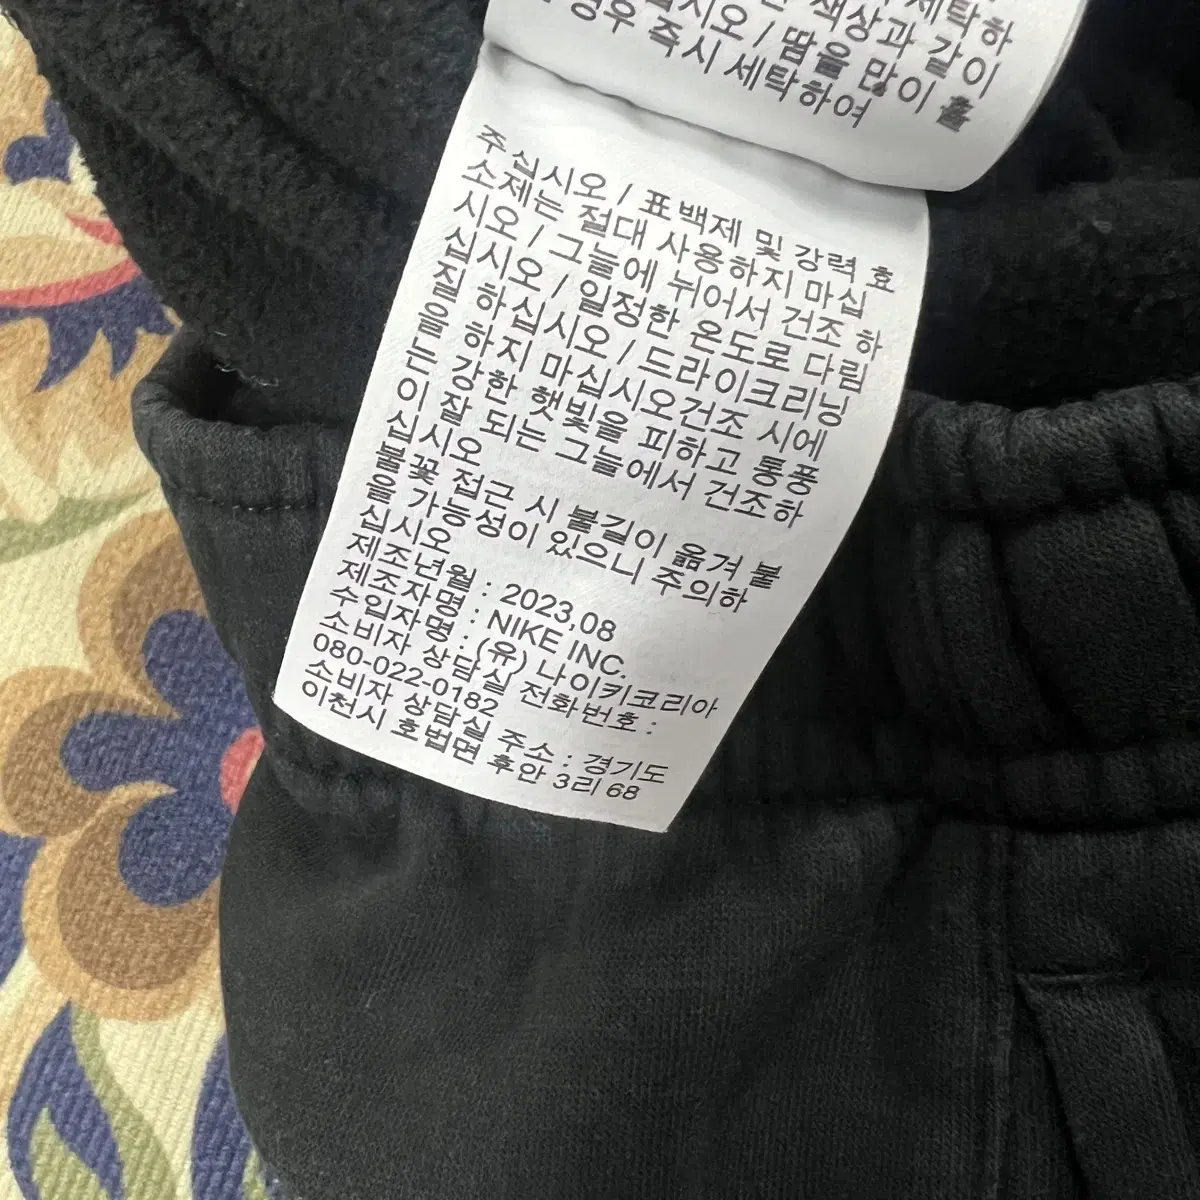 세탁하
색상과 같이
십시오 / 땀을 많이 흘
경우 즉시 세탁하여
주십시오 / 표백제 및 강력 효
소제는 절대 사용하지 마십
시오 / 그늘에 뉘어서 건조 하
십시오 / 일정한 온도로 다림
질 하십시오 / 드라이크리닝
을 하지 마십시오건조 시에
는 강한 햇빛을 피하고 통풍
이 잘 되는 그늘에서 건조하
십시오
불꽃 접근 시 불길이 옮겨 붙
을 가능성이 있으니 주의하
십시오
제조년월 : 2023,08
제조자명 : NIKE INC.
수입자명 : (유) 나이키코리아
소비자 상담실 전화번호 :
080-022-0182
소비자 상담실 주소 : 경기도
이천시 호법면 후안 3리 68